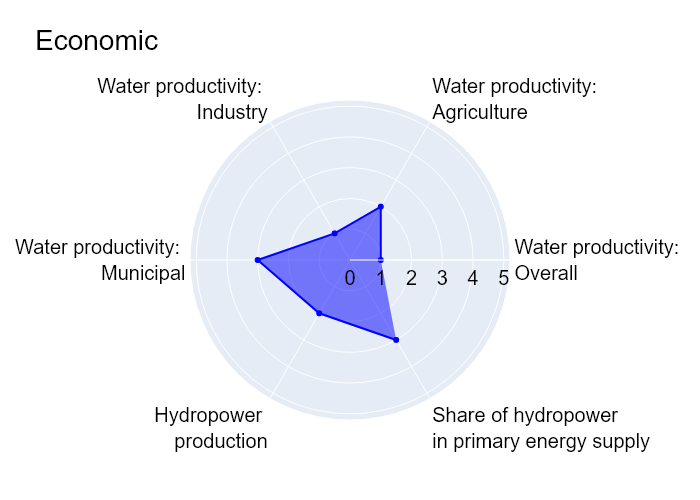 Economic
Water productivity:
Industry
Water productivity:
Agriculture
Water productivity:
Municipal
Water productivity:
Overall
0 1 2 3 4 5
Hydropower
production
Share of hydropower
in primary energy supply